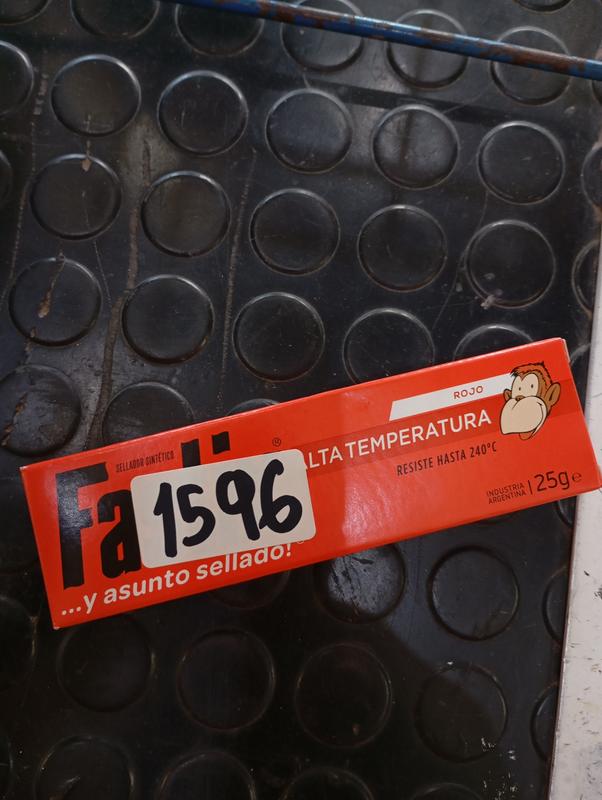 SELLADOR SINTÉTICO
1596
®
...y asunto sellado!
ROJO
ALTA TEMPERATURA
RESISTE HASTA 240°C
INDUSTRIA
ARGENTINA
25g e